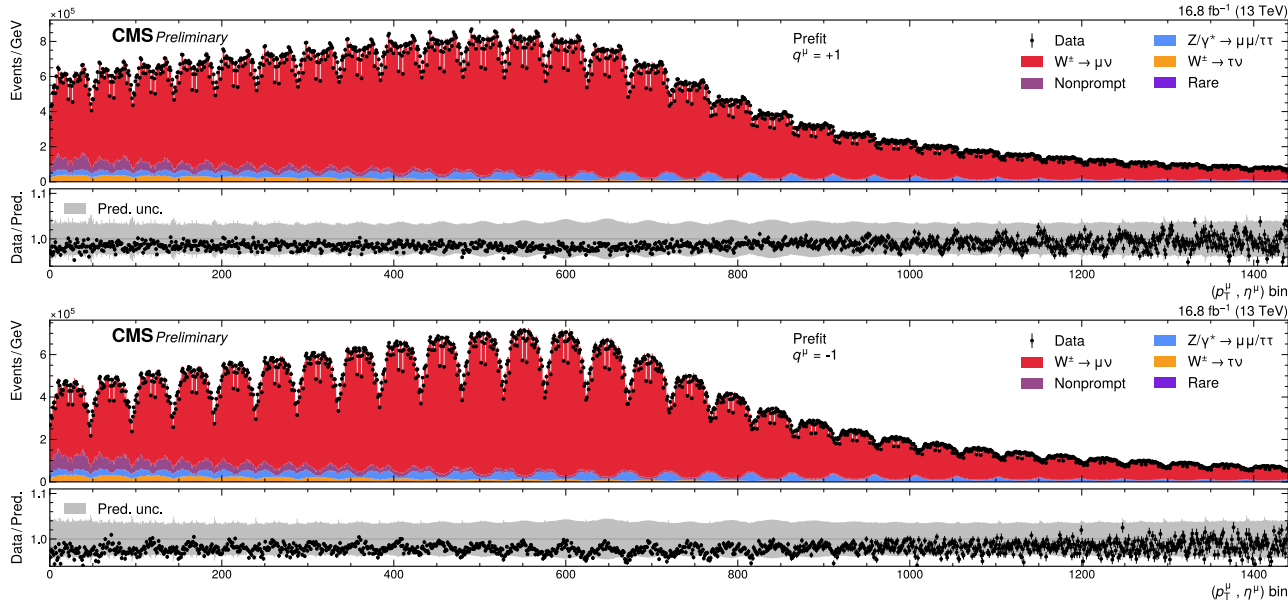 16.8 fb⁻¹ (13 TeV)
×10⁵
CMS Preliminary
Prefit
qᵘ = +1
Data
W± → μν
Nonprompt
Z/γ* → μμ/ττ
W± → τν
Rare
Events/GeV
8
6
4
2
0
1.1
Pred. unc.
1.0
Data/Pred.
0 200 400 600 800 1000 1200 1400
(p_T^μ , η^μ) bin
16.8 fb⁻¹ (13 TeV)
×10⁵
CMS Preliminary
Prefit
q^μ = -1
Data
W± → μν
Nonprompt
Z/γ* → μμ/ττ
W± → τν
Rare
Events/GeV
6
4
2
0
1.1
Pred. unc.
1.0
Data/Pred.
0 200 400 600 800 1000 1200 1400
(p_T^μ , η^μ) bin